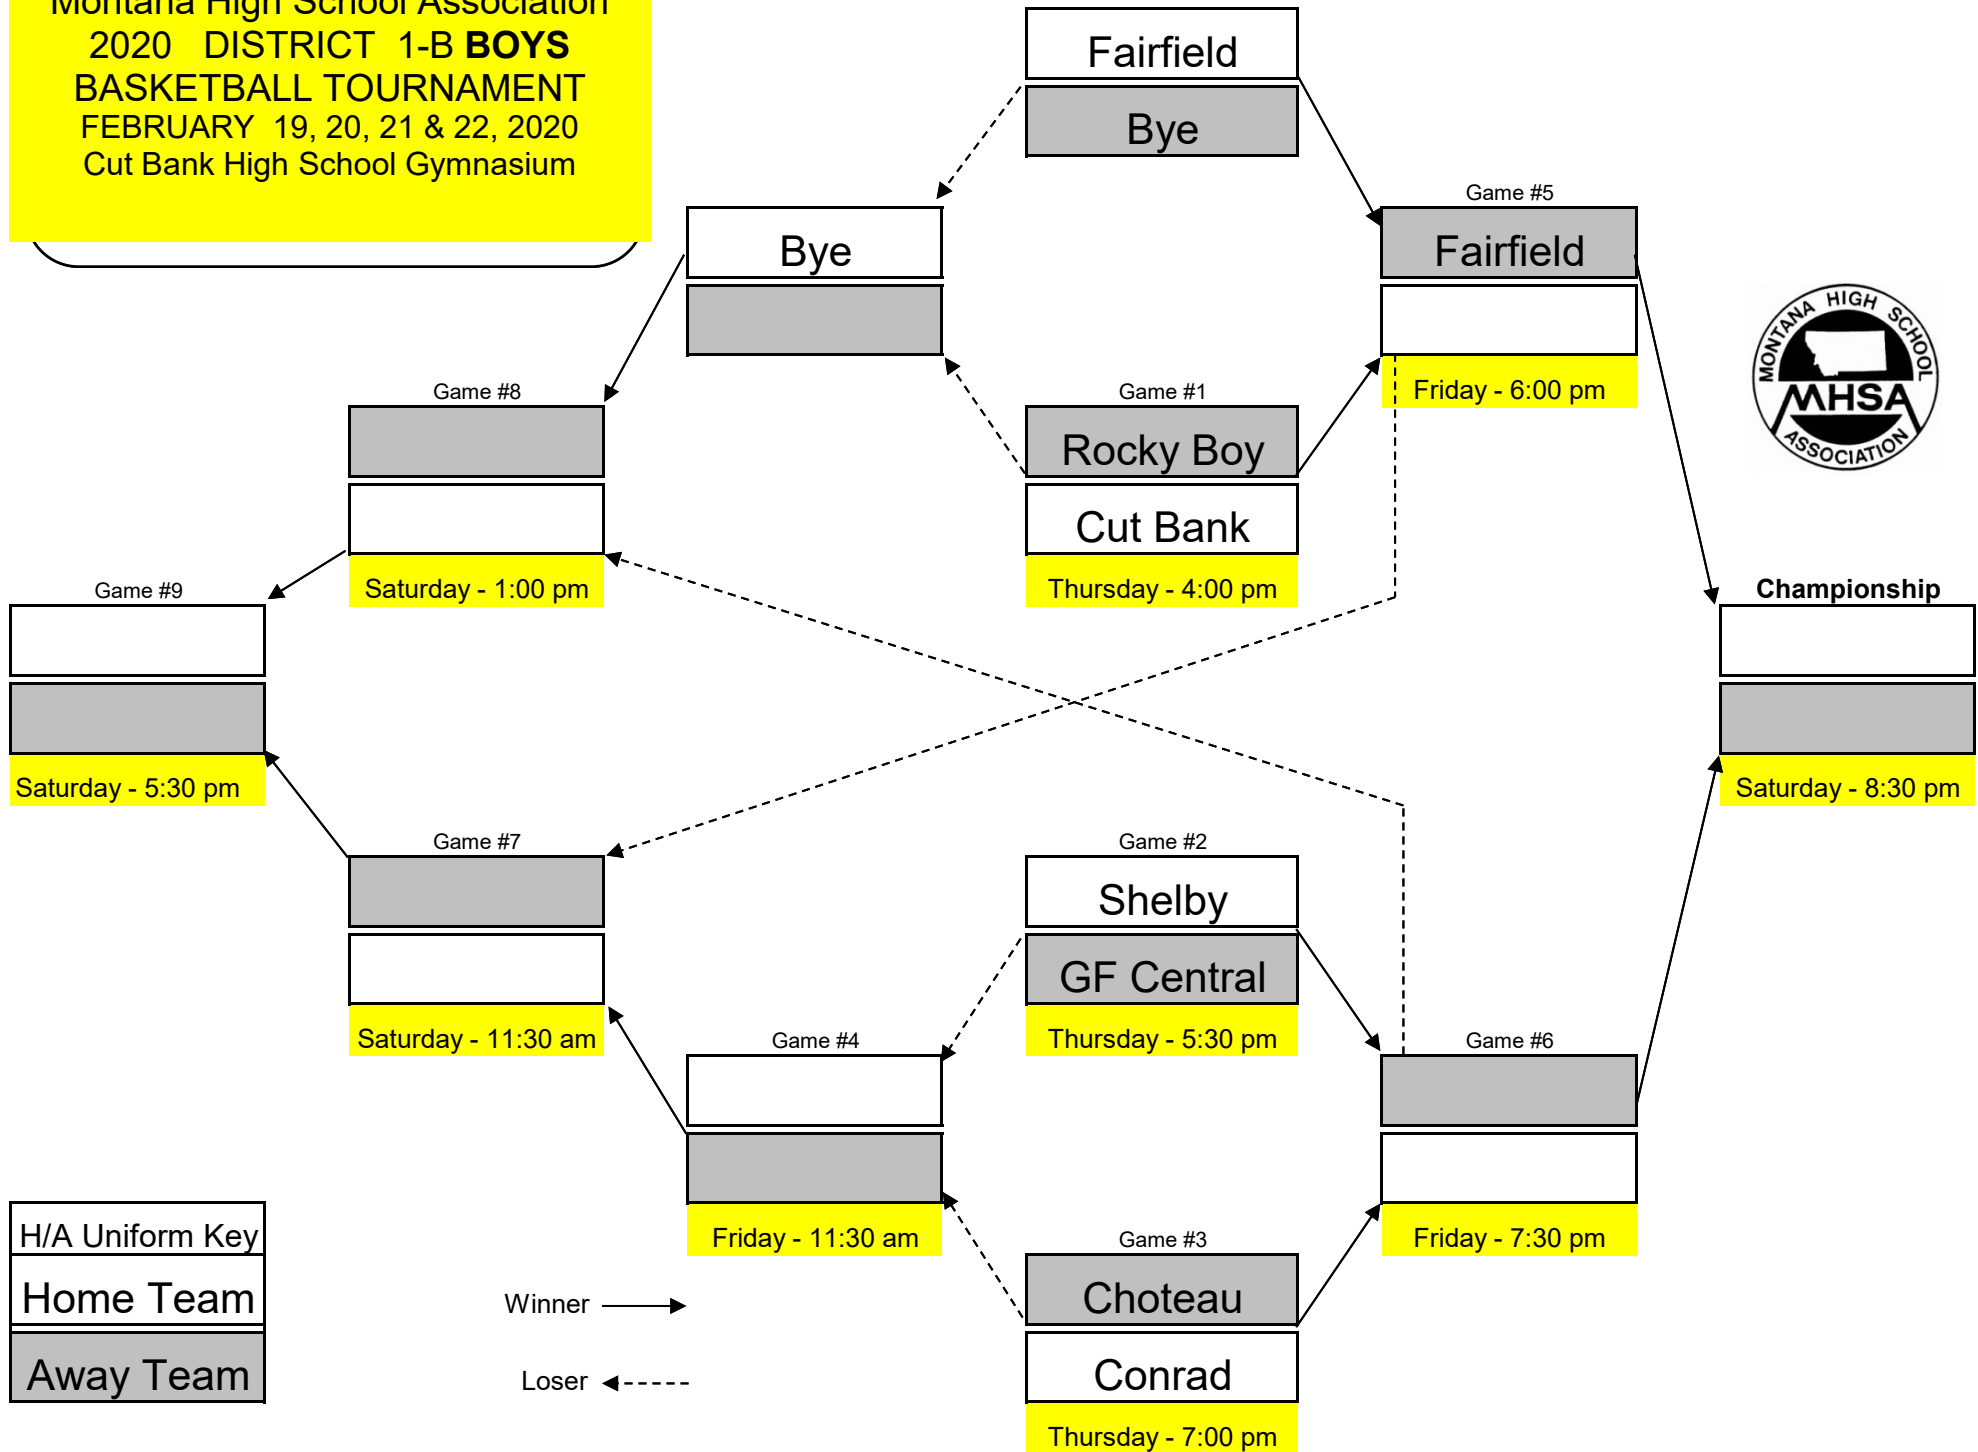 Montana High School Association
2020 DISTRICT 1-B BOYS
BASKETBALL TOURNAMENT
FEBRUARY 19, 20, 21 & 22, 2020
Cut Bank High School Gymnasium
Fairfield
Bye
Game #5
Bye
Fairfield
MONTANA HIGH SCHOOL
MHSA
ASSOCIATION
Game #8
Game #1
Friday - 6:00 pm
Rocky Boy
Cut Bank
Game #9
Saturday - 1:00 pm
Thursday - 4:00 pm
Championship
Saturday - 5:30 pm
Saturday - 8:30 pm
Game #7
Game #2
Shelby
GF Central
Saturday - 11:30 am
Game #4
Thursday - 5:30 pm
Game #6
H/A Uniform Key
Friday - 11:30 am
Game #3
Friday - 7:30 pm
Home Team
Winner
Choteau
Away Team
Loser
Conrad
Thursday - 7:00 pm